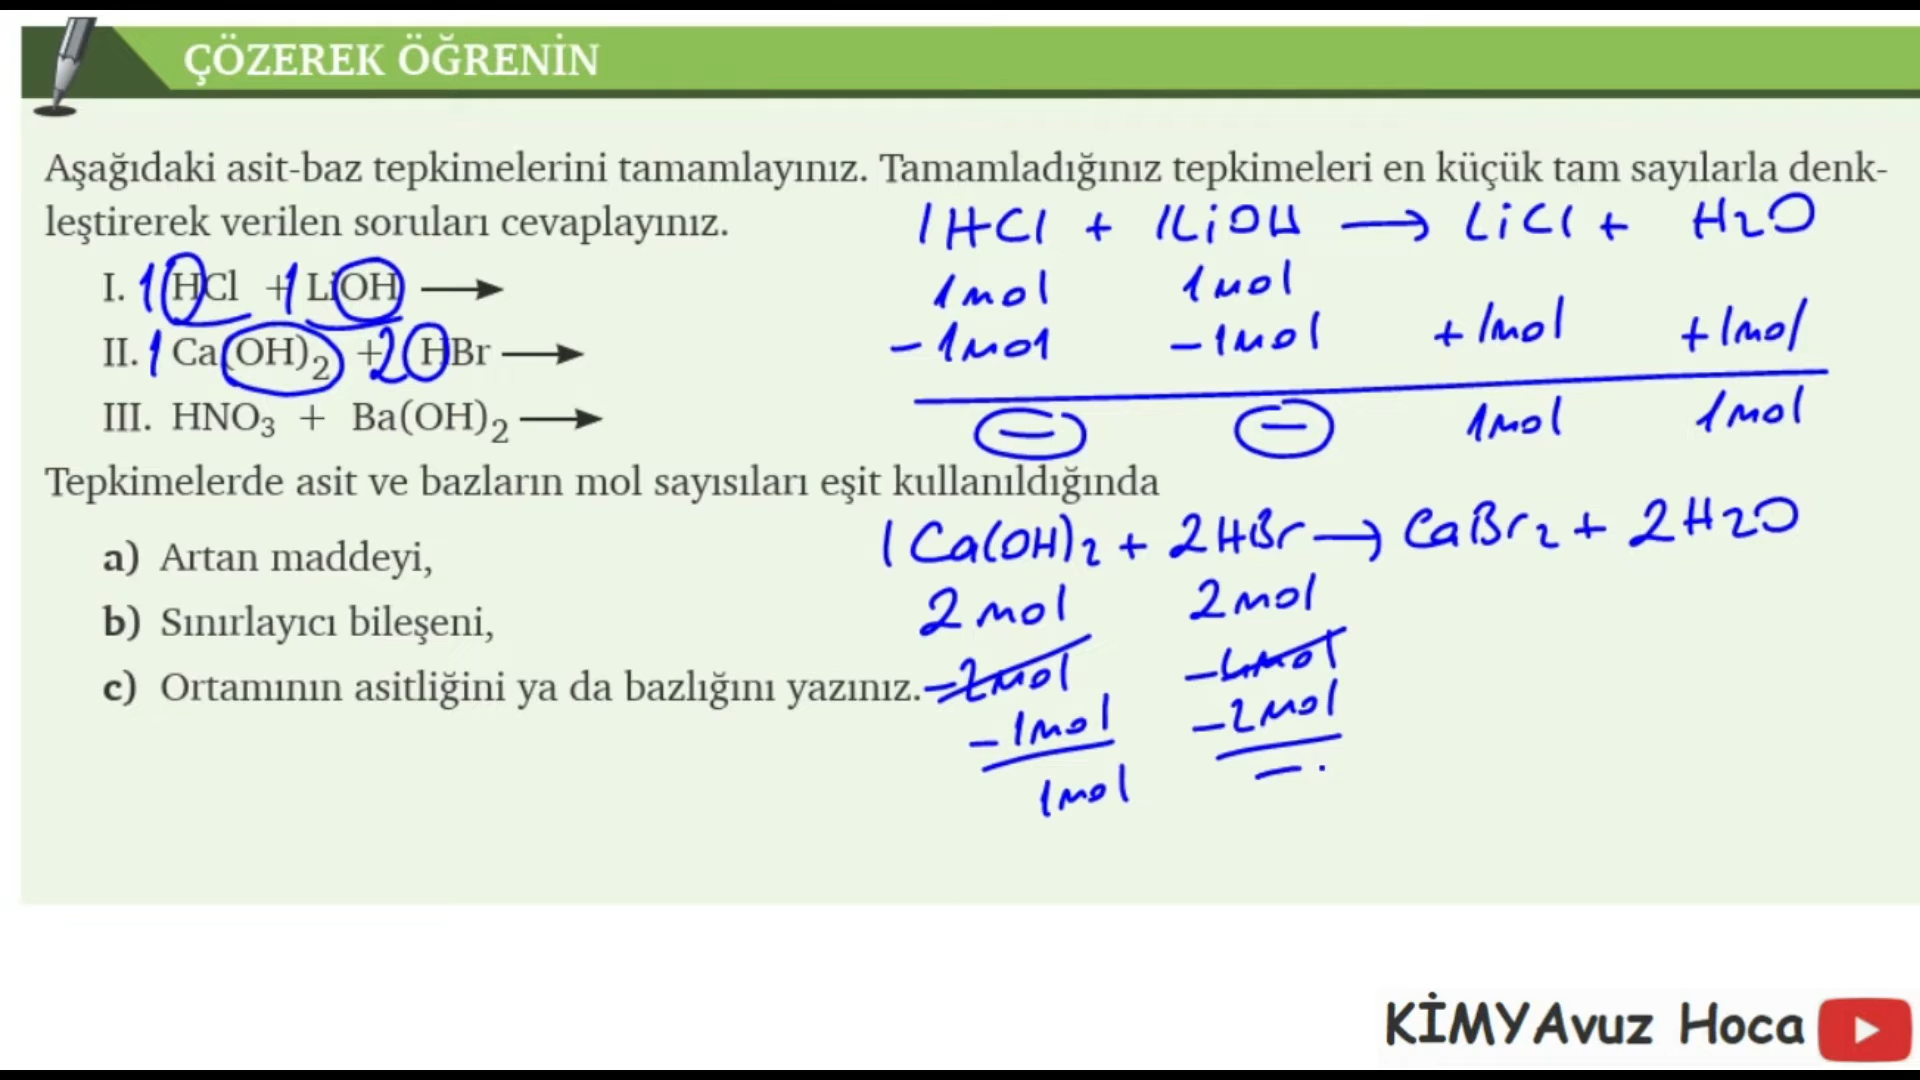 ÇÖZEREK ÖĞRENİN
Aşağıdaki asit-baz tepkimelerini tamamlayınız. Tamamladığınız tepkimeleri en küçük tam sayılarla denk-
leştirerek verilen soruları cevaplayınız.
1HCl + 1LiOH → LiCl + H2O
I. 1 HCl + 1 LiOH →
1mol 1mol
-1mol -1mol +1mol +1mol
II. 1 Ca(OH)₂ + 2 HBr →
III. HNO₃ + Ba(OH)₂ →
– – 1mol 1mol
Tepkimelerde asit ve bazların mol sayısıları eşit kullanıldığında
1Ca(OH)2 + 2HBr → CaBr2 + 2H2O
a) Artan maddeyi,
2mol 2mol
b) Sınırlayıcı bileşeni,
c) Ortamının asitliğini ya da bazlığını yazınız.
-2mol -4mol
-1mol -2mol
1mol – .
KİMYAvuz Hoca